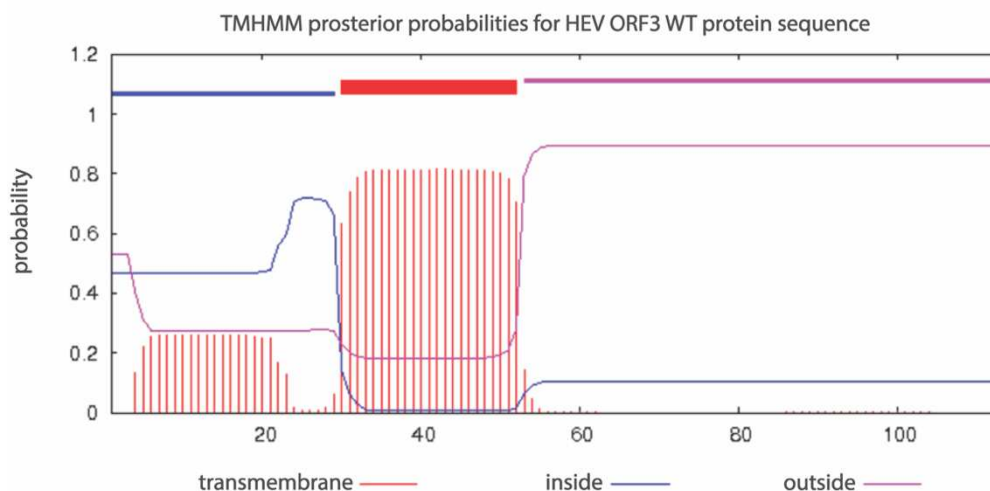 TMHMM prosterior probabilities for HEV ORF3 WT protein sequence
1.2
1
0.8
0.6
0.4
0.2
0
probability
20 40 60 80 100
transmembrane inside outside